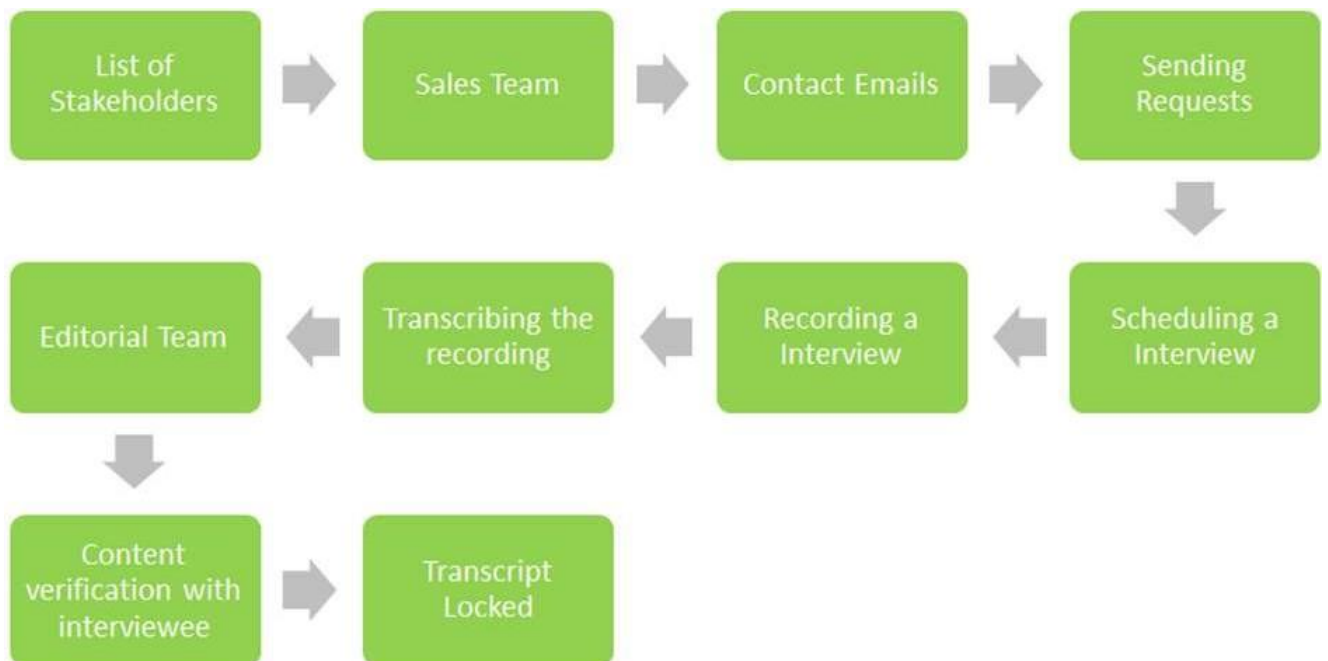 List of
Stakeholders
Sales Team
Contact Emails
Sending
Requests
Scheduling a
Interview
Recording a
Interview
Transcribing the
recording
Editorial Team
Content
verification with
interviewee
Transcript
Locked